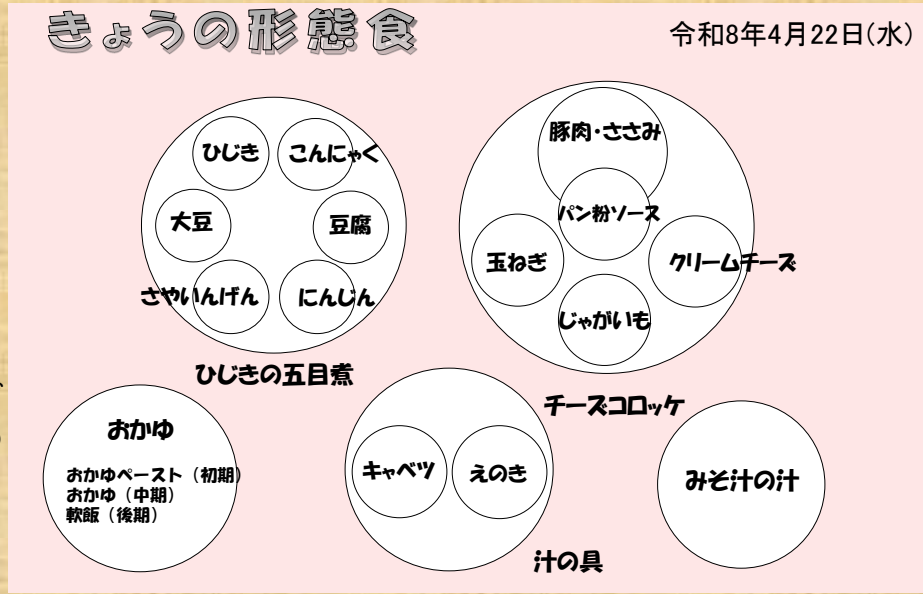 きょうの形態食
令和8年4月22日(水)
ひじき
こんにゃく
大豆
豆腐
さやいんげん
にんじん
ひじきの五目煮
豚肉・ささみ
パン粉ソース
玉ねぎ
クリームチーズ
じゃがいも
チーズコロッケ
おかゆ
おかゆペースト（初期）
おかゆ（中期）
軟飯（後期）
キャベツ
えのき
汁の具
みそ汁の汁